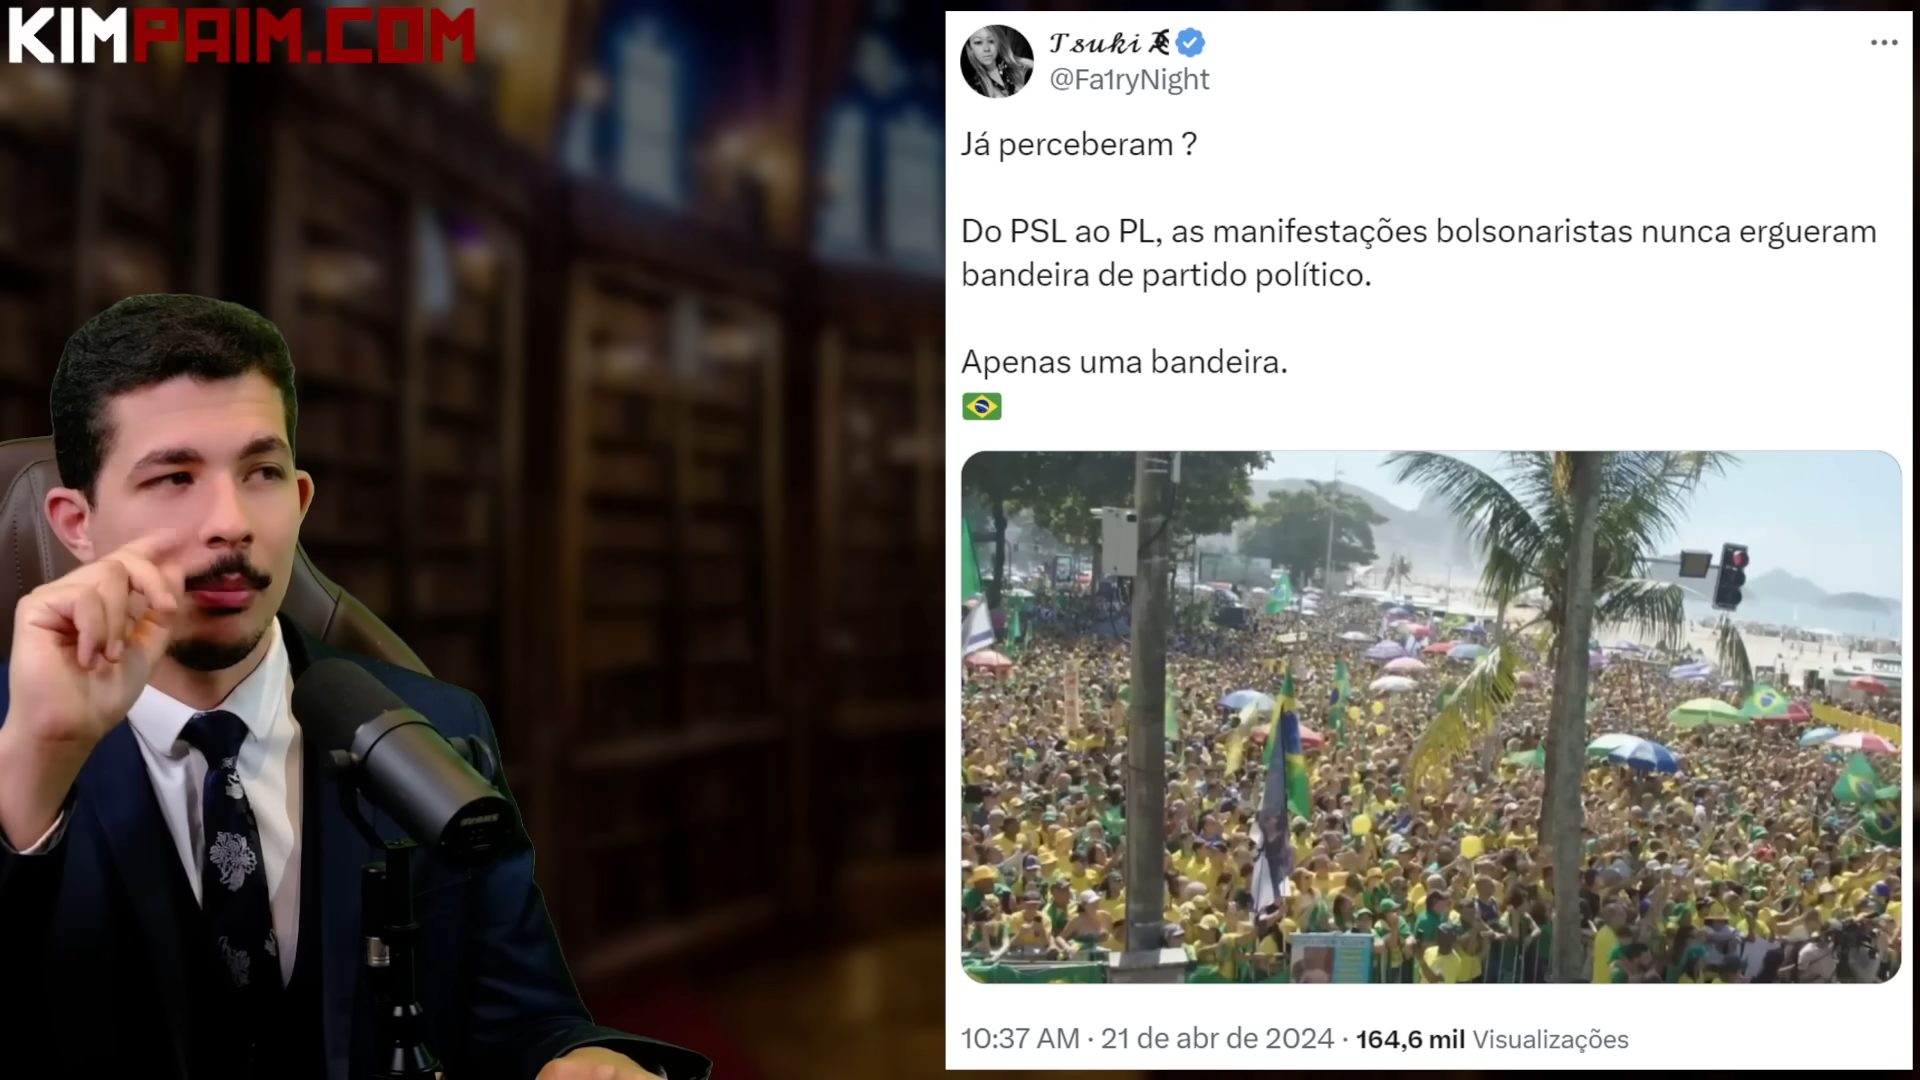 KIMPAIM.COM
Tsuki
@Fa1ryNight
Já perceberam ?
Do PSL ao PL, as manifestações bolsonaristas nunca ergueram
bandeira de partido político.
Apenas uma bandeira.
10:37 AM · 21 de abr de 2024 · 164,6 mil Visualizações